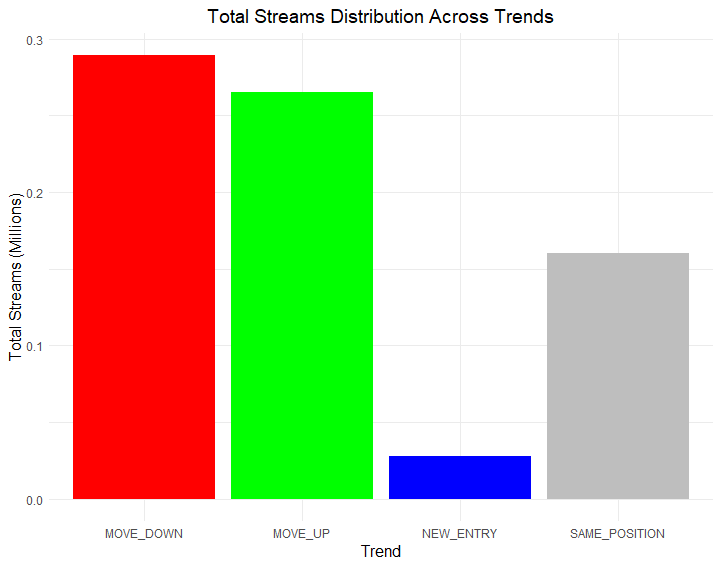 Total Streams Distribution Across Trends
Total Streams (Millions)
0.3
0.2
0.1
0.0
MOVE_DOWN MOVE_UP NEW_ENTRY SAME_POSITION
Trend